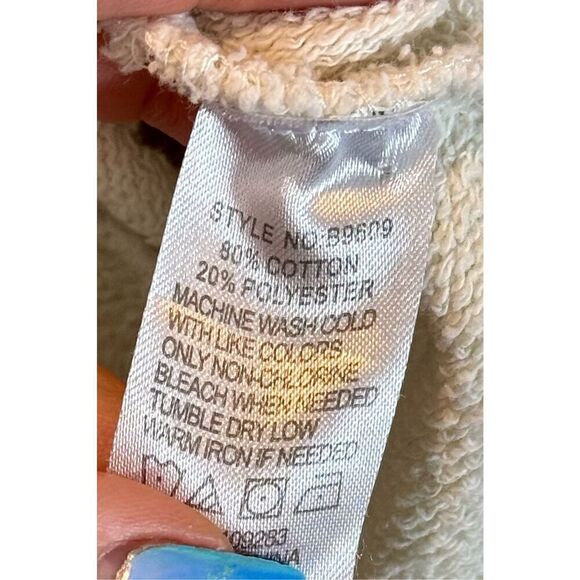 STYLE NO:B9609
80% COTTON
20% POLYESTER
MACHINE WASH COLD
WITH LIKE COLORS
ONLY NON-CHLORINE
BLEACH WHEN NEEDED
TUMBLE DRY LOW
WARM IRON IF NEEDED
109283